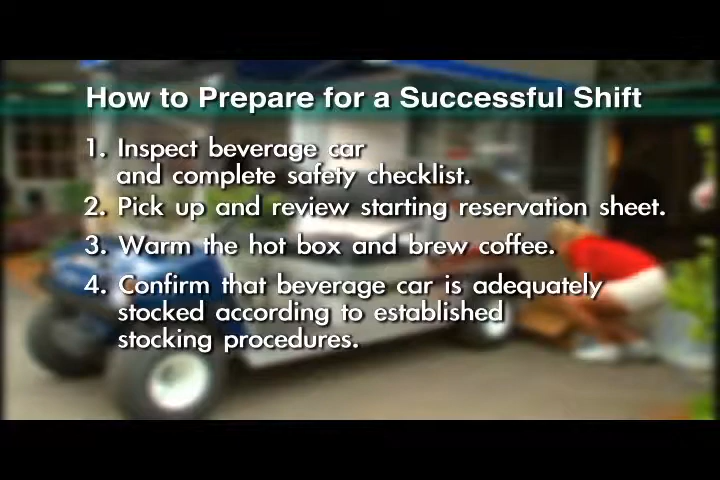 How to Prepare for a Successful Shift
1. Inspect beverage car
and complete safety checklist.
2. Pick up and review starting reservation sheet.
3. Warm the hot box and brew coffee.
4. Confirm that beverage car is adequately
stocked according to established
stocking procedures.